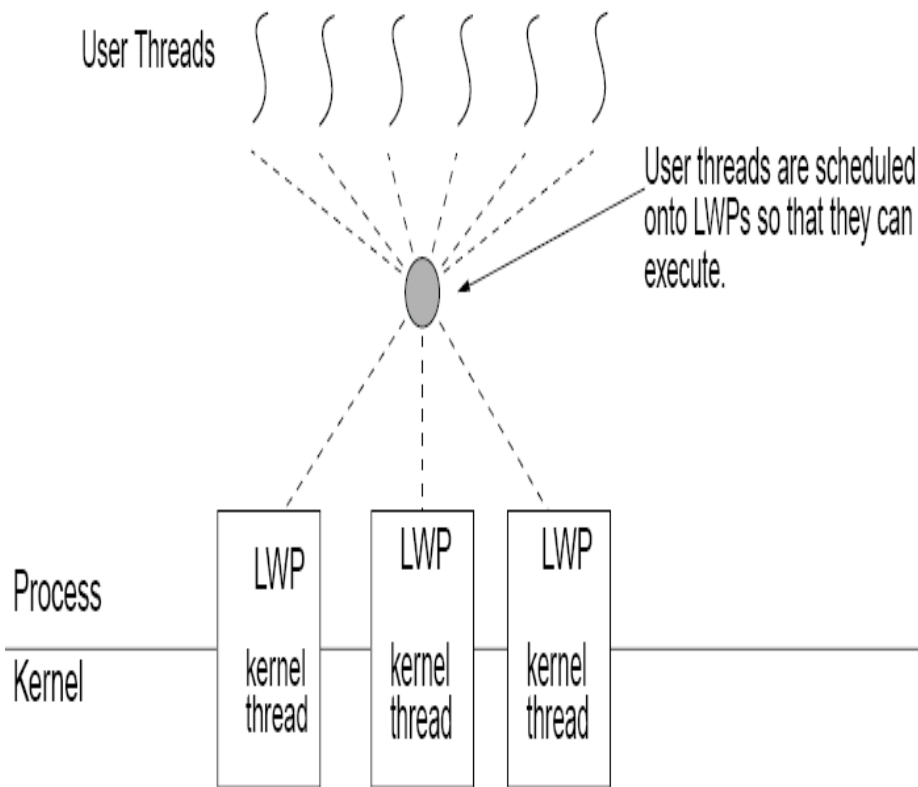 User Threads
User threads are scheduled
onto LWPs so that they can
execute.
LWP
LWP
LWP
Process
Kernel
kernel
thread
kernel
thread
kernel
thread